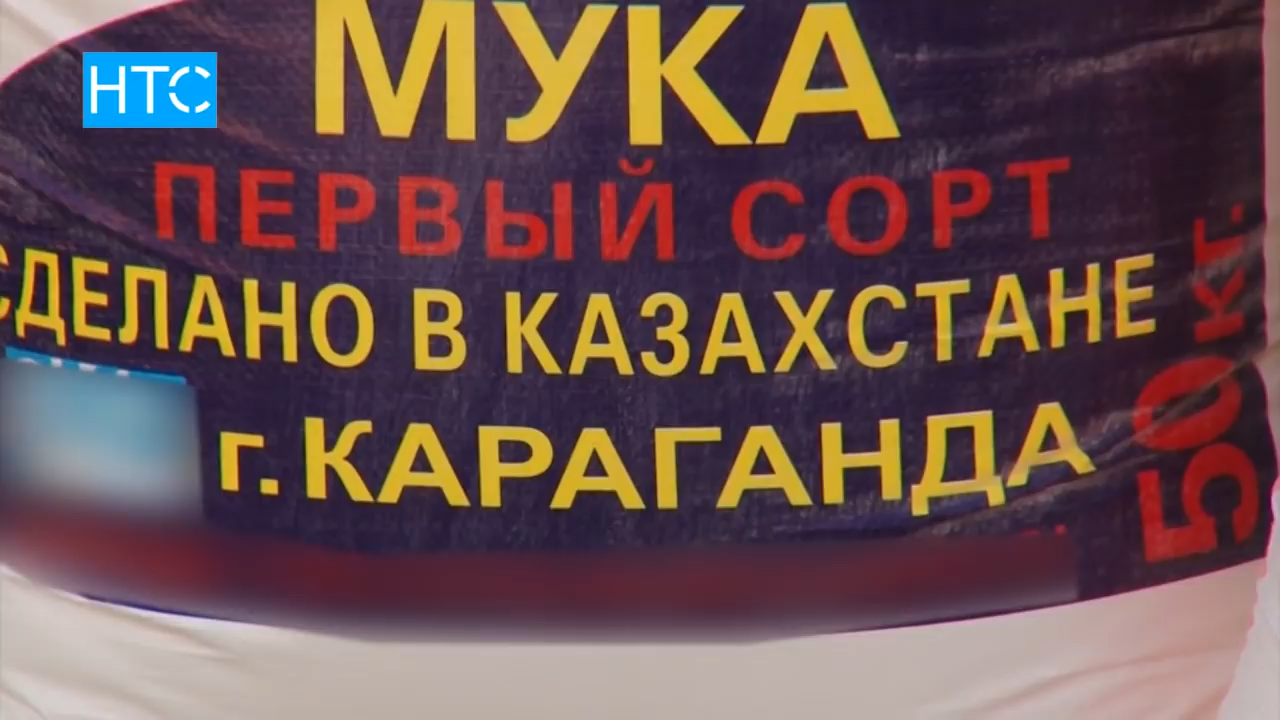 НТС
МУКА
ПЕРВЫЙ СОРТ
СДЕЛАНО В КАЗАХСТАНЕ
г. КАРАГАНДА
50 кг.